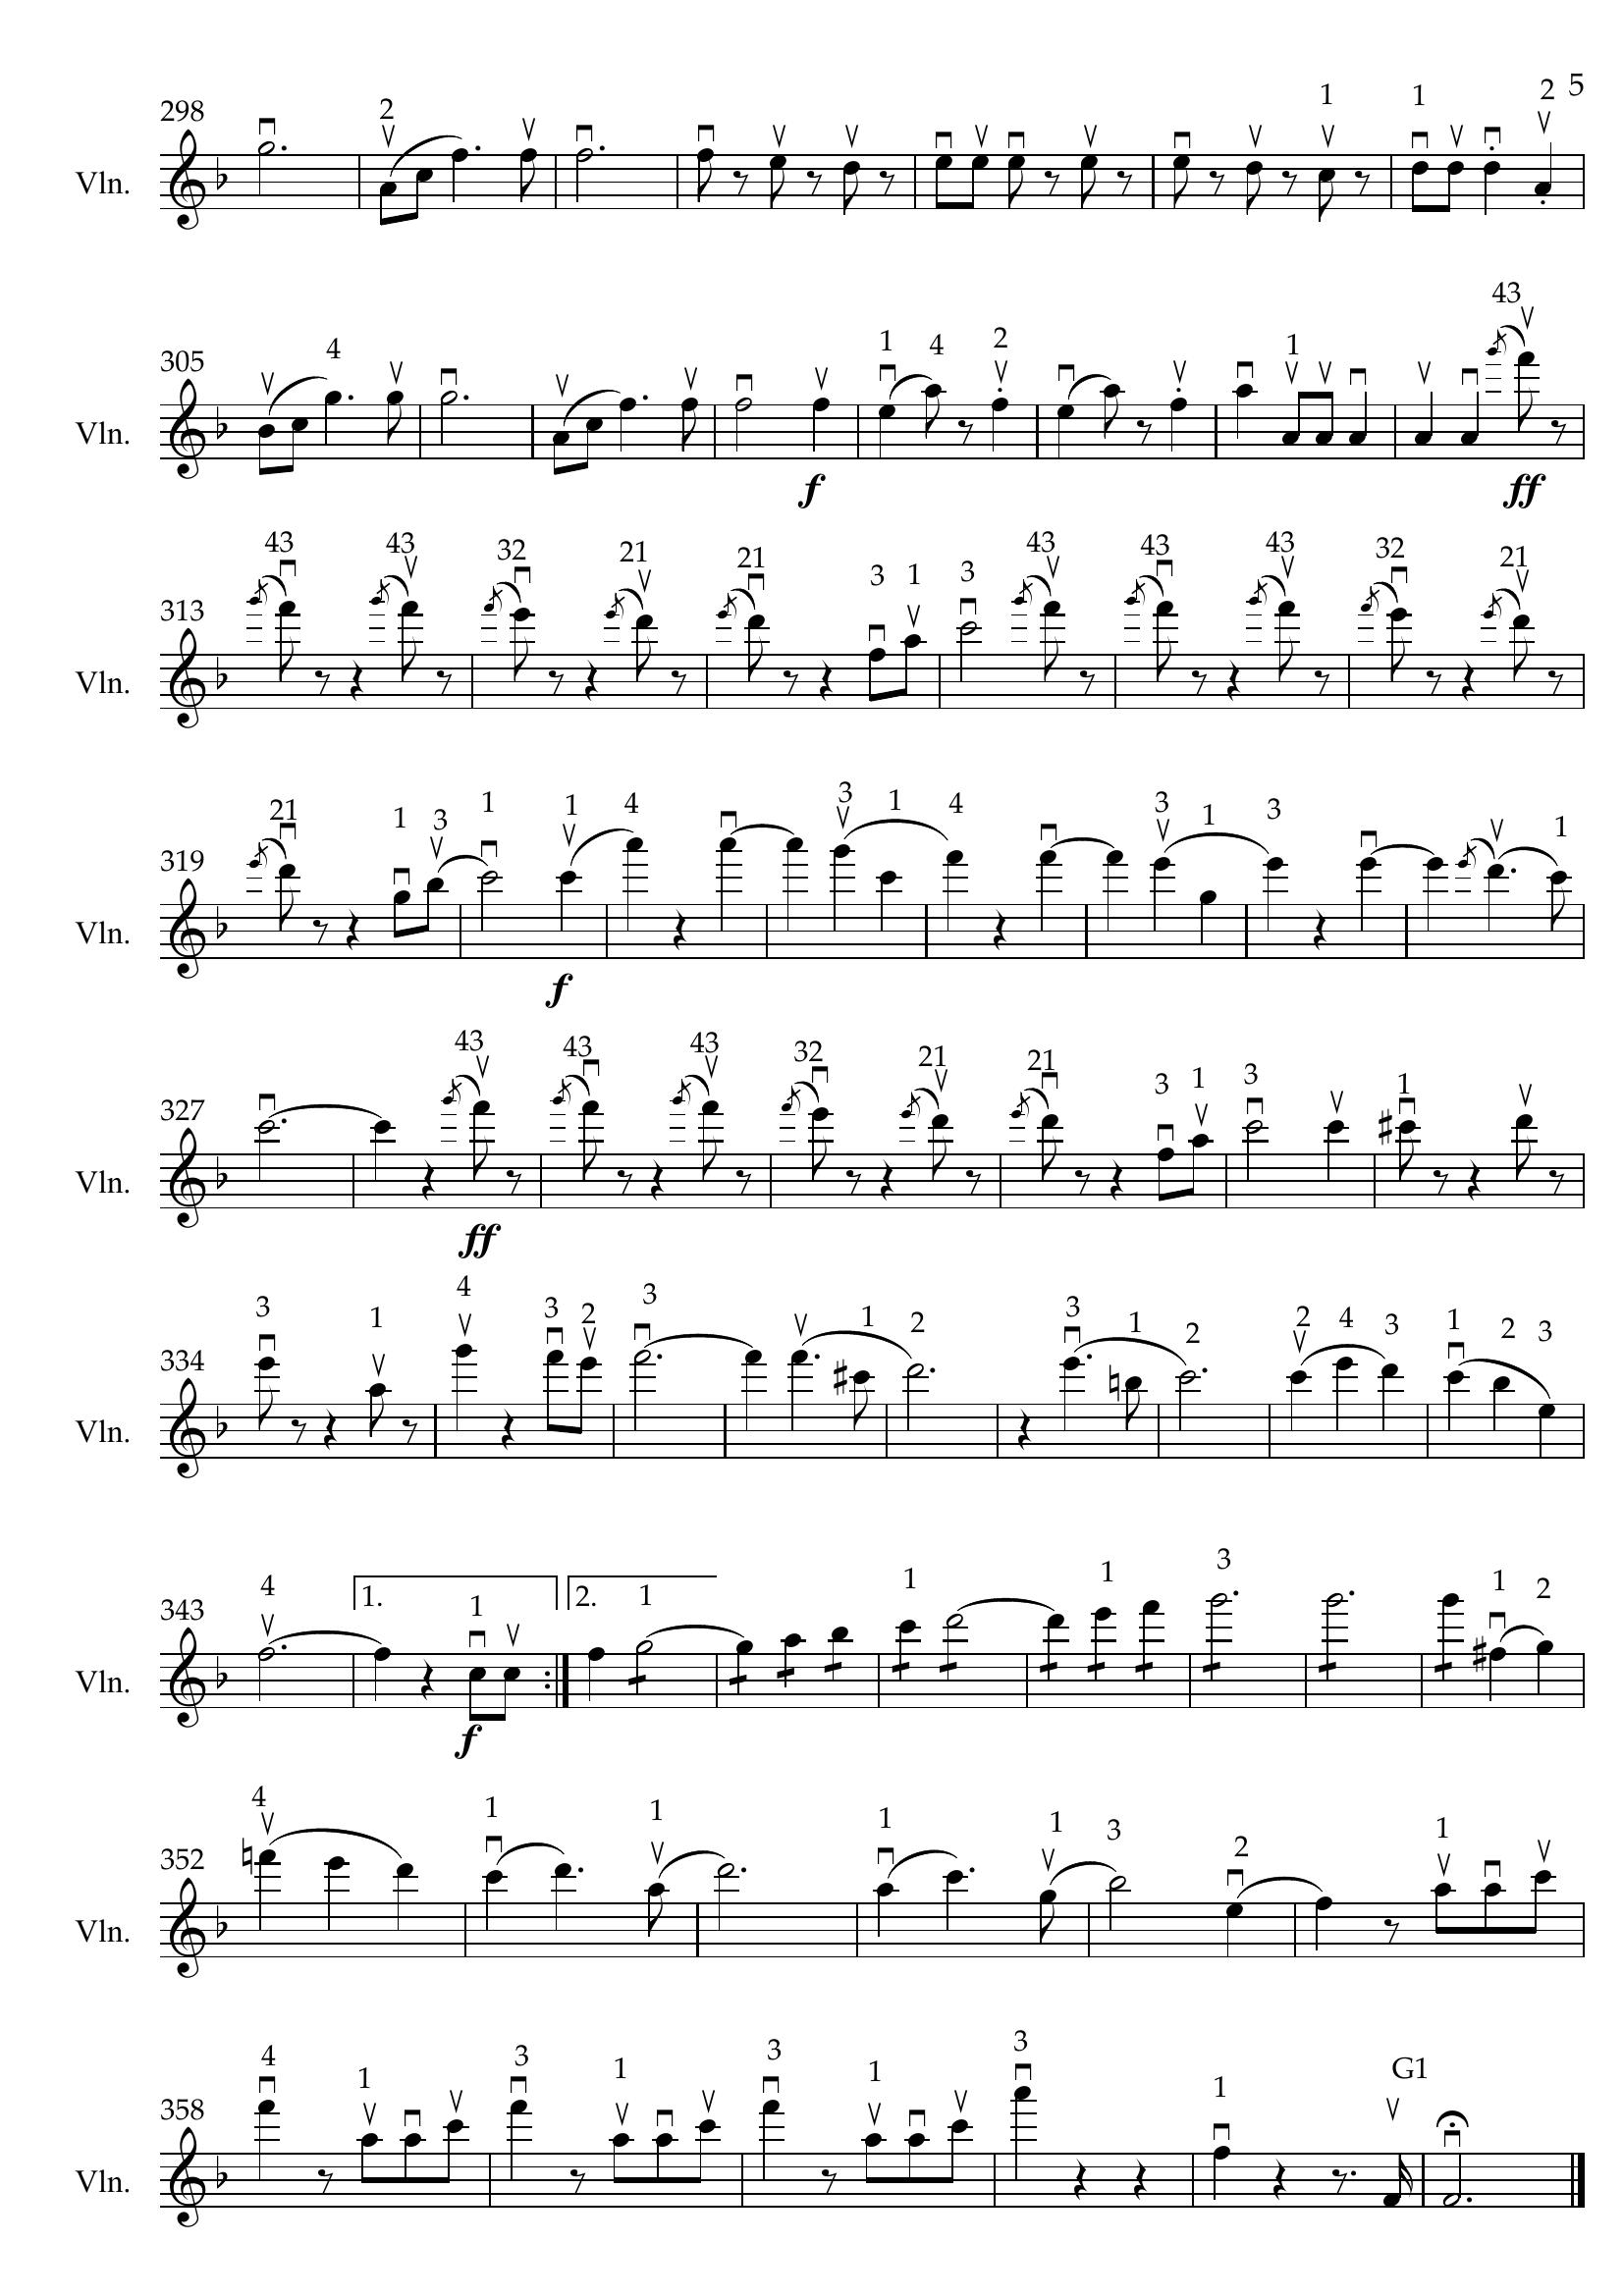 5
298 2 1 1 2
Vln.
305 4 1 4 2 1 43
Vln.
f ff
313 43 43 32 21 21 3 1 3 43 43 43 32 21
Vln.
319 21 1 3 1 1 4 3 1 4 3 1 3 1
Vln.
f
327 43 43 43 32 21 21 3 1 3 1
Vln.
ff
334 3 1 4 3 2 3 1 2 3 1 2 2 4 3 1 2 3
Vln.
343 4 1. 1 2. 1 1 1 3 1 2
Vln.
f
352 4 1 1 1 1 3 2 1
Vln.
358 4 1 3 1 3 1 3 1 G1
Vln.